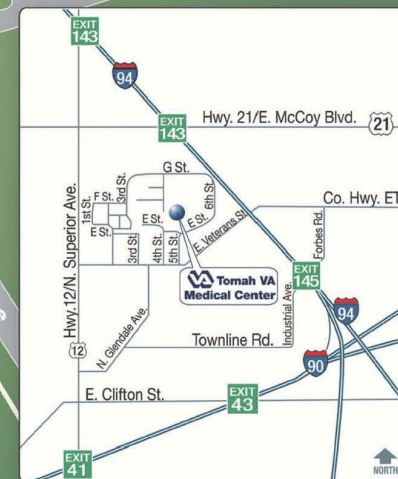 EXIT
143
94
EXIT
143
Hwy. 21/E. McCoy Blvd.
21
G St.
3rd St.
6th St.
F St.
1st St.
Hwy.12/N. Superior Ave.
E St.
E St.
E St.
E. Veterans St.
Co. Hwy. ET
3rd St.
4th St.
5th St.
Forbes Rd.
VA Tomah VA
Medical Center
EXIT
145
N. Glendale Ave.
Industrial Ave.
94
12
Townline Rd.
90
E. Clifton St.
EXIT
43
EXIT
41
NORTH